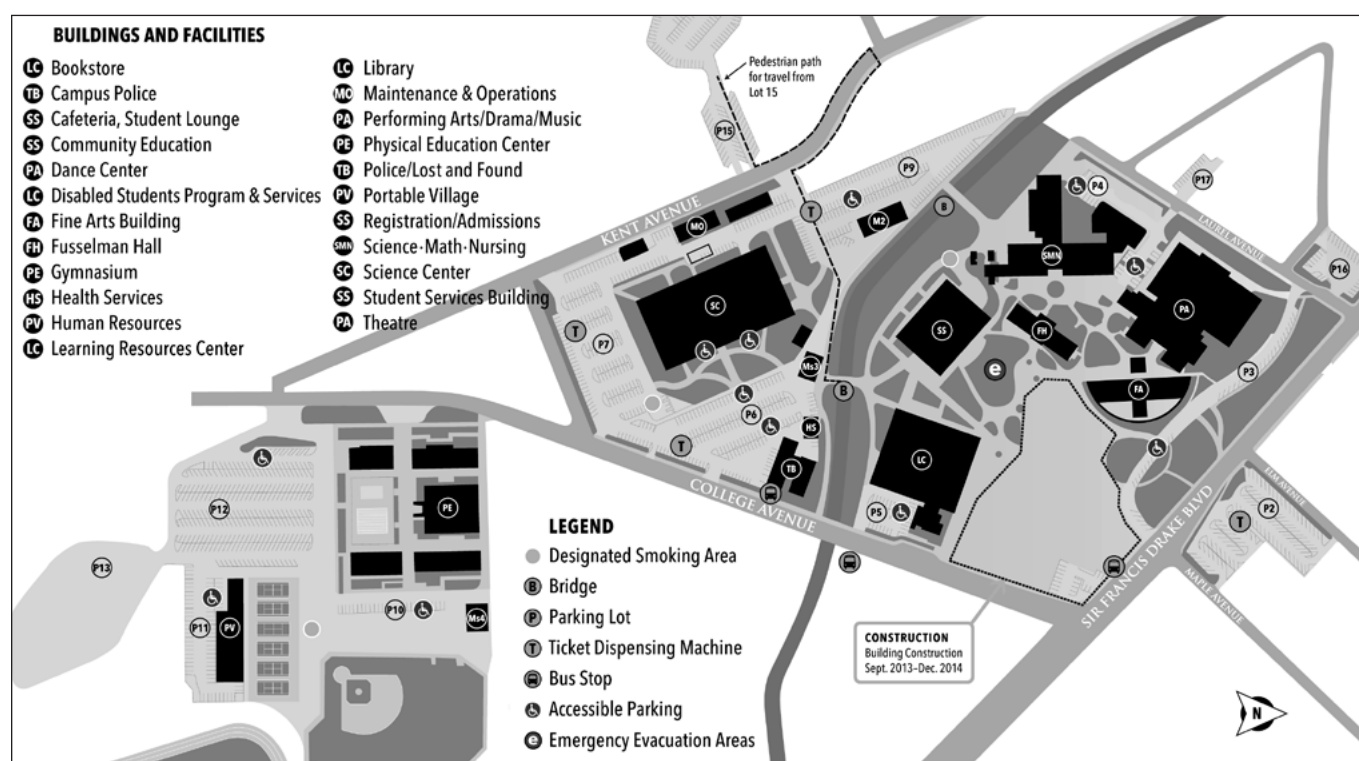 BUILDINGS AND FACILITIES
LC Bookstore
TB Campus Police
SS Cafeteria, Student Lounge
SS Community Education
PA Dance Center
LC Disabled Students Program & Services
FA Fine Arts Building
FH Fusselman Hall
PE Gymnasium
HS Health Services
PV Human Resources
LC Learning Resources Center
LC Library
MO Maintenance & Operations
PA Performing Arts/Drama/Music
PE Physical Education Center
TB Police/Lost and Found
PV Portable Village
SS Registration/Admissions
SMN Science·Math·Nursing
SC Science Center
SS Student Services Building
PA Theatre
Pedestrian path
for travel from
Lot 15
P15
KENT AVENUE
MO
T
P9
M2
B
P4
P17
LAUREL AVENUE
P16
SMN
PA
SC
SS
FH
T
P7
e
P3
Ms3
B
FA
P6
HS
T
TB
LC
COLLEGE AVENUE
P5
SIR FRANCIS DRAKE BLVD
ELM AVENUE
P2
T
MAPLE AVENUE
P12
PE
P13
P11
PV
P10
Ms4
LEGEND
Designated Smoking Area
B Bridge
P Parking Lot
T Ticket Dispensing Machine
Bus Stop
Accessible Parking
e Emergency Evacuation Areas
CONSTRUCTION
Building Construction
Sept. 2013–Dec. 2014
N